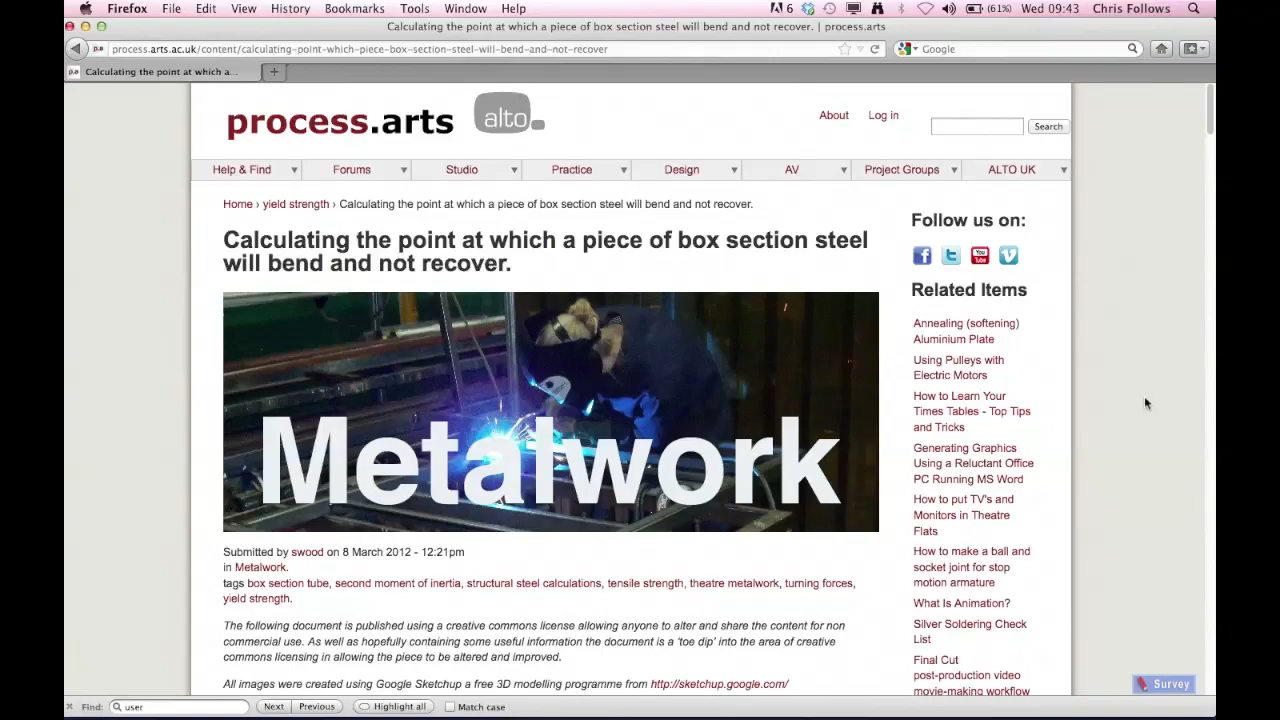 Firefox File Edit View History Bookmarks Tools Window Help 6 (61%) Wed 09:43 Chris Follows
Calculating the point at which a piece of box section steel will bend and not recover. | process.arts
p.a process.arts.ac.uk/content/calculating-point-which-piece-box-section-steel-will-bend-and-not-recover Google
p.a Calculating the point at which a... +
process.arts alto.
About Log in Search
Help & Find Forums Studio Practice Design AV Project Groups ALTO UK
Home › yield strength › Calculating the point at which a piece of box section steel will bend and not recover.
Calculating the point at which a piece of box section steel
will bend and not recover.
Metalwork
Submitted by swood on 8 March 2012 - 12:21pm
in Metalwork.
tags box section tube, second moment of inertia, structural steel calculations, tensile strength, theatre metalwork, turning forces,
yield strength.
The following document is published using a creative commons license allowing anyone to alter and share the content for non
commercial use. As well as hopefully containing some useful information the document is a 'toe dip' into the area of creative
commons licensing in allowing the piece to be altered and improved.
All images were created using Google Sketchup a free 3D modelling programme from http://sketchup.google.com/
Follow us on:
f t You Tube v
Related Items
Annealing (softening)
Aluminium Plate
Using Pulleys with
Electric Motors
How to Learn Your
Times Tables - Top Tips
and Tricks
Generating Graphics
Using a Reluctant Office
PC Running MS Word
How to put TV's and
Monitors in Theatre
Flats
How to make a ball and
socket joint for stop
motion armature
What Is Animation?
Silver Soldering Check
List
Final Cut
post-production video
movie-making workflow
Survey
Find: user Next Previous Highlight all Match case